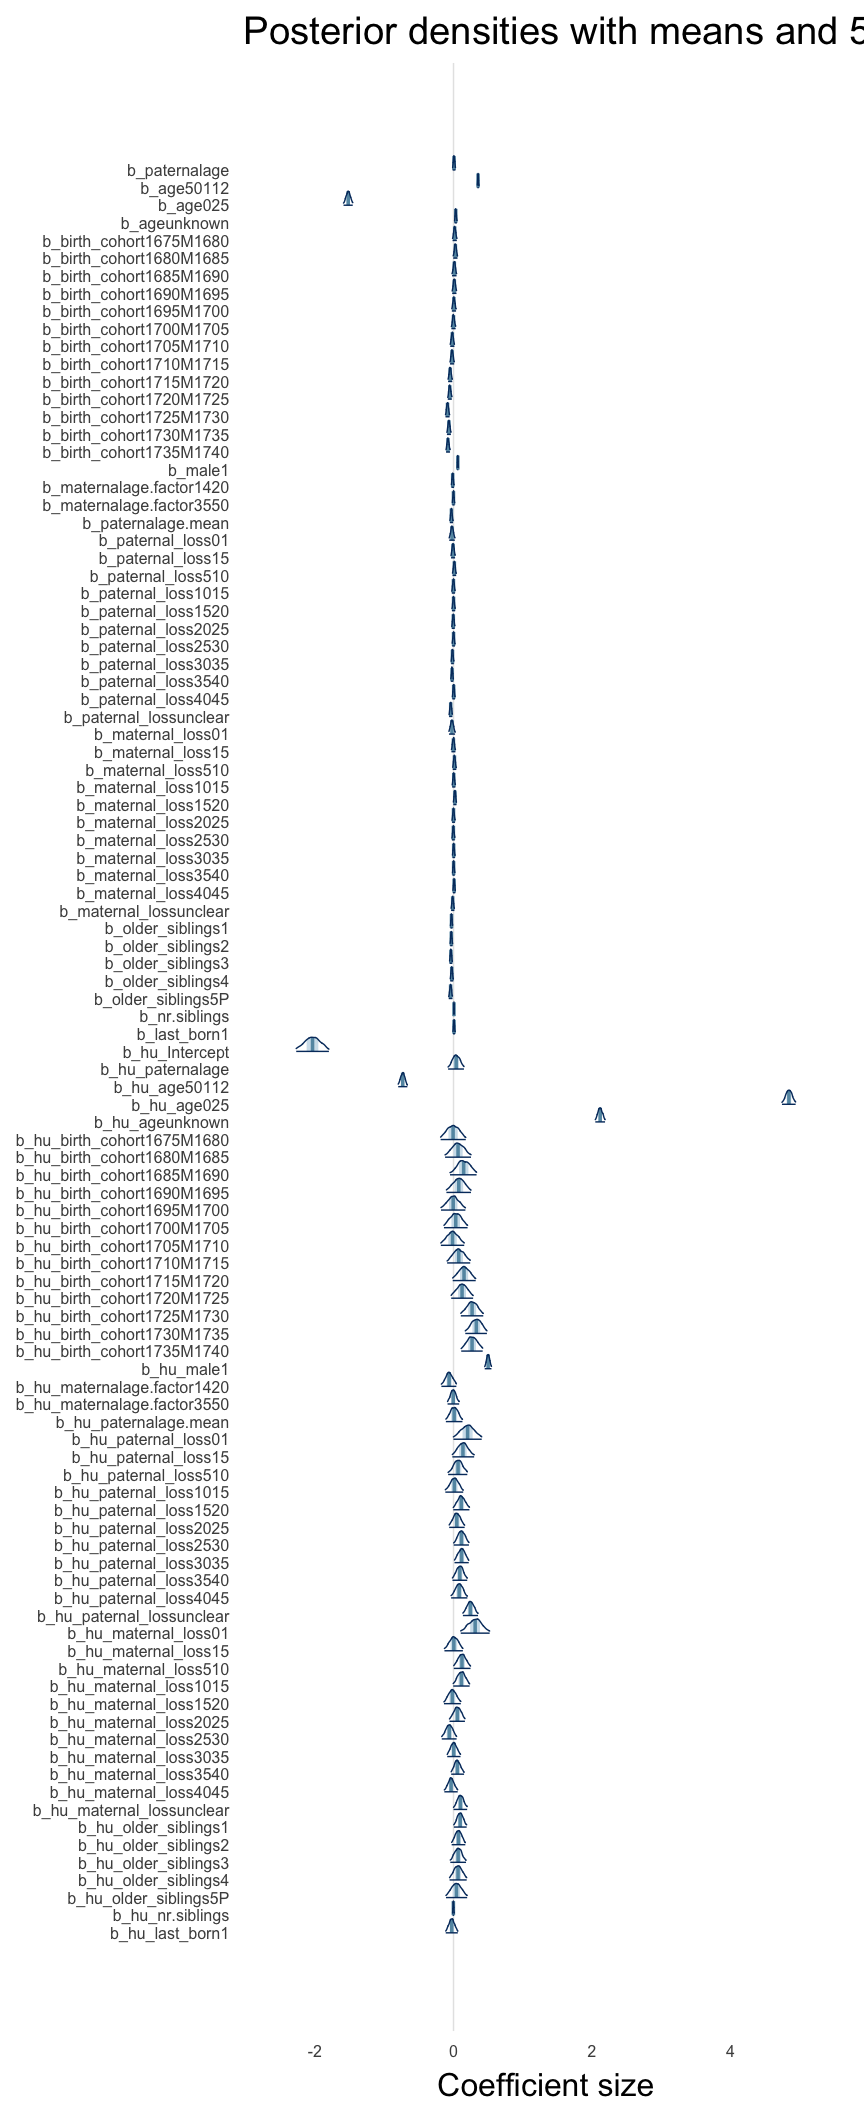 Posterior densities with means and 5
b_paternalage
b_age50112
b_age025
b_ageunknown
b_birth_cohort1675M1680
b_birth_cohort1680M1685
b_birth_cohort1685M1690
b_birth_cohort1690M1695
b_birth_cohort1695M1700
b_birth_cohort1700M1705
b_birth_cohort1705M1710
b_birth_cohort1710M1715
b_birth_cohort1715M1720
b_birth_cohort1720M1725
b_birth_cohort1725M1730
b_birth_cohort1730M1735
b_birth_cohort1735M1740
b_male1
b_maternalage.factor1420
b_maternalage.factor3550
b_paternalage.mean
b_paternal_loss01
b_paternal_loss15
b_paternal_loss510
b_paternal_loss1015
b_paternal_loss1520
b_paternal_loss2025
b_paternal_loss2530
b_paternal_loss3035
b_paternal_loss3540
b_paternal_loss4045
b_paternal_lossunclear
b_maternal_loss01
b_maternal_loss15
b_maternal_loss510
b_maternal_loss1015
b_maternal_loss1520
b_maternal_loss2025
b_maternal_loss2530
b_maternal_loss3035
b_maternal_loss3540
b_maternal_loss4045
b_maternal_lossunclear
b_older_siblings1
b_older_siblings2
b_older_siblings3
b_older_siblings4
b_older_siblings5P
b_nr.siblings
b_last_born1
b_hu_Intercept
b_hu_paternalage
b_hu_age50112
b_hu_age025
b_hu_ageunknown
b_hu_birth_cohort1675M1680
b_hu_birth_cohort1680M1685
b_hu_birth_cohort1685M1690
b_hu_birth_cohort1690M1695
b_hu_birth_cohort1695M1700
b_hu_birth_cohort1700M1705
b_hu_birth_cohort1705M1710
b_hu_birth_cohort1710M1715
b_hu_birth_cohort1715M1720
b_hu_birth_cohort1720M1725
b_hu_birth_cohort1725M1730
b_hu_birth_cohort1730M1735
b_hu_birth_cohort1735M1740
b_hu_male1
b_hu_maternalage.factor1420
b_hu_maternalage.factor3550
b_hu_paternalage.mean
b_hu_paternal_loss01
b_hu_paternal_loss15
b_hu_paternal_loss510
b_hu_paternal_loss1015
b_hu_paternal_loss1520
b_hu_paternal_loss2025
b_hu_paternal_loss2530
b_hu_paternal_loss3035
b_hu_paternal_loss3540
b_hu_paternal_loss4045
b_hu_paternal_lossunclear
b_hu_maternal_loss01
b_hu_maternal_loss15
b_hu_maternal_loss510
b_hu_maternal_loss1015
b_hu_maternal_loss1520
b_hu_maternal_loss2025
b_hu_maternal_loss2530
b_hu_maternal_loss3035
b_hu_maternal_loss3540
b_hu_maternal_loss4045
b_hu_maternal_lossunclear
b_hu_older_siblings1
b_hu_older_siblings2
b_hu_older_siblings3
b_hu_older_siblings4
b_hu_older_siblings5P
b_hu_nr.siblings
b_hu_last_born1
-2 0 2 4
Coefficient size